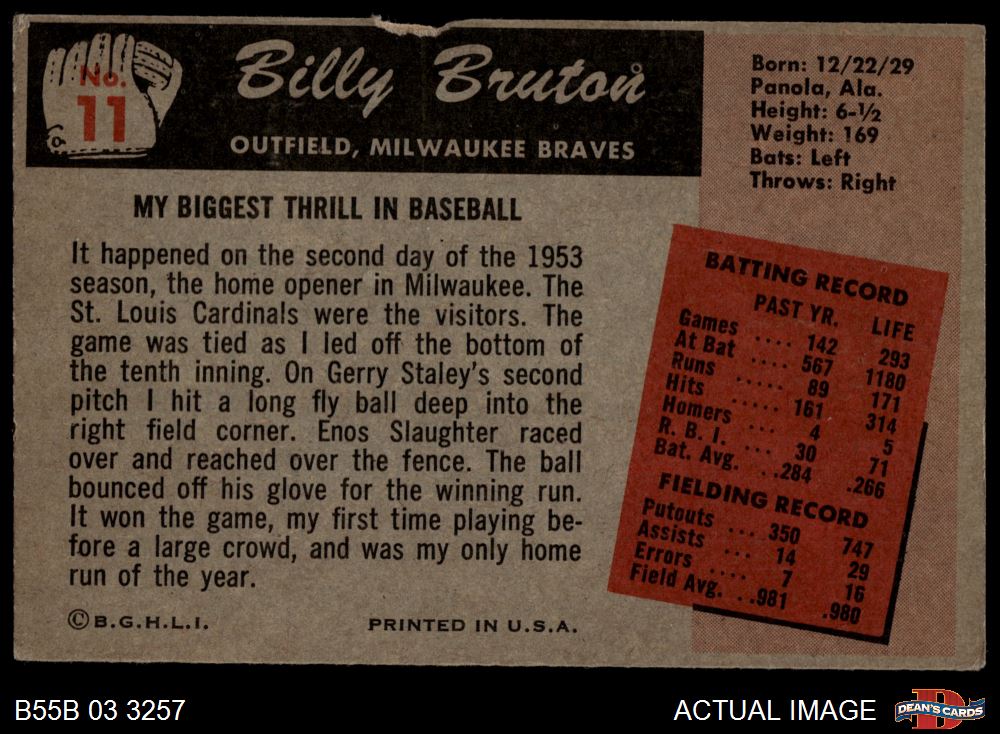 No.
11
Billy Bruton
OUTFIELD, MILWAUKEE BRAVES
Born: 12/22/29
Panola, Ala.
Height: 6-½
Weight: 169
Bats: Left
Throws: Right
MY BIGGEST THRILL IN BASEBALL
It happened on the second day of the 1953
season, the home opener in Milwaukee. The
St. Louis Cardinals were the visitors. The
game was tied as I led off the bottom of
the tenth inning. On Gerry Staley's second
pitch I hit a long fly ball deep into the
right field corner. Enos Slaughter raced
over and reached over the fence. The ball
bounced off his glove for the winning run.
It won the game, my first time playing be-
fore a large crowd, and was my only home
run of the year.
BATTING RECORD
PAST YR. LIFE
Games .... 142 293
At Bat .... 567 1180
Runs ..... 89 171
Hits ..... 161 314
Homers ... 4 5
R. B. I. ... 30 71
Bat. Avg. ..284 .266
FIELDING RECORD
Putouts ... 350 747
Assists ... 14 29
Errors .... 7 16
Field Avg. ..981 .980
©B.G.H.L.I. PRINTED IN U.S.A.
B55B 03 3257 ACTUAL IMAGE
D
DEAN'S CARDS